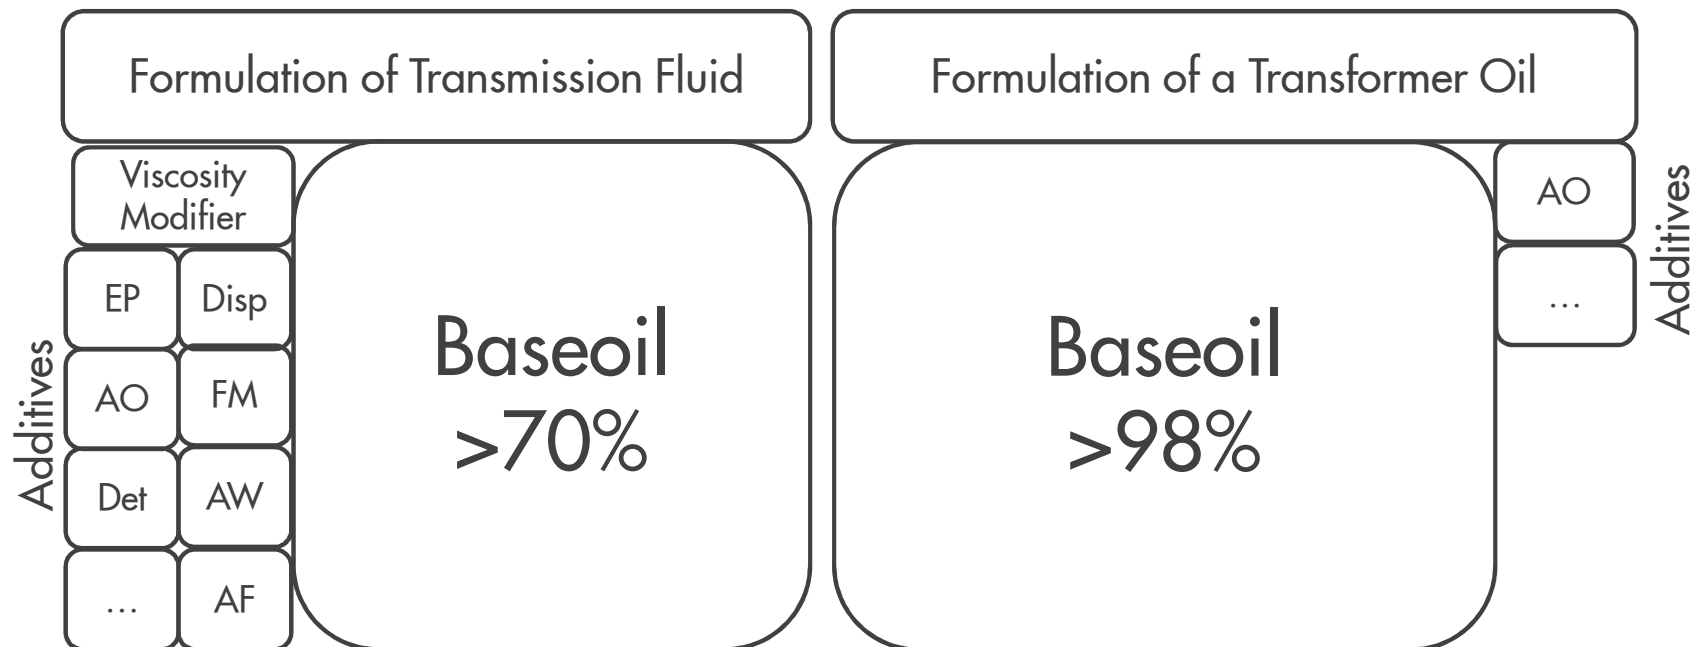 Formulation of Transmission Fluid
Viscosity
Modifier
EP
Disp
AO
FM
Det
AW
...
AF
Additives
Baseoil
>70%
Formulation of a Transformer Oil
Baseoil
>98%
AO
...
Additives